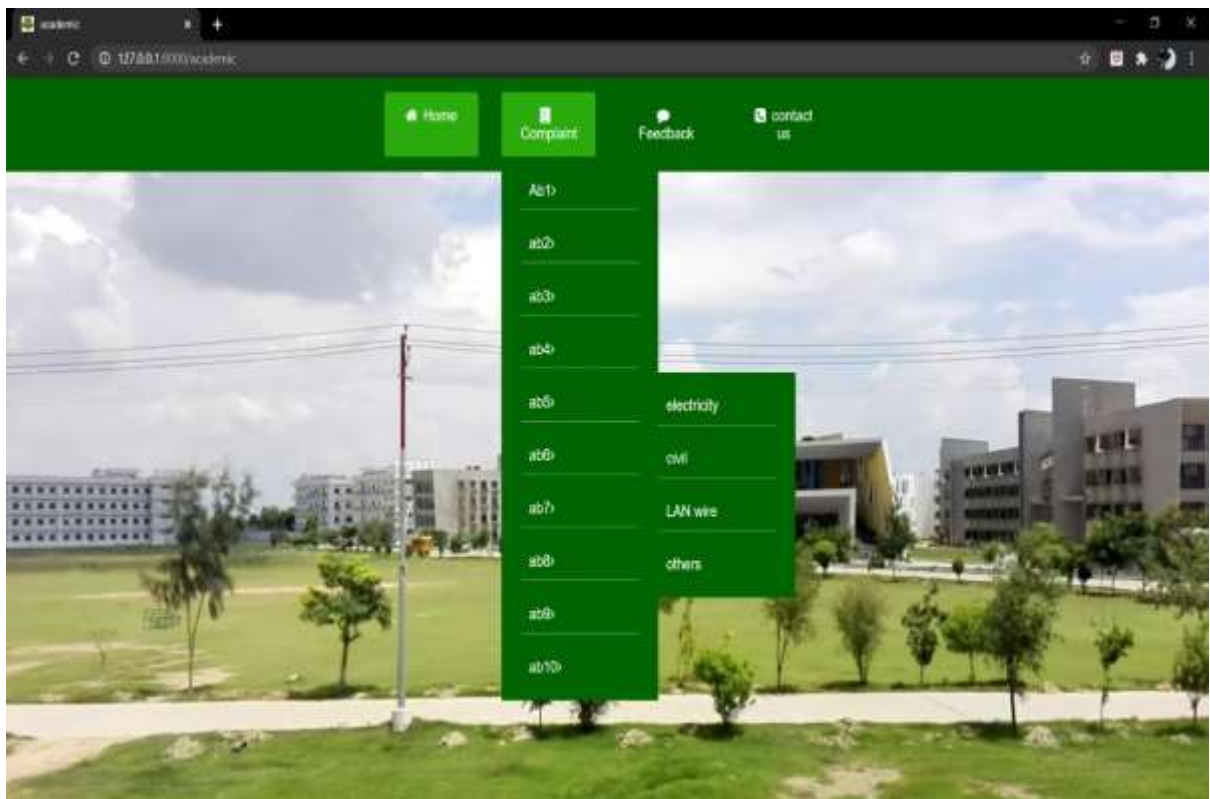 academic
127.0.0.1:8000/academic
Home
Complaint
Feedback
contact
us
Ab1›
ab2›
ab3›
ab4›
ab5›
electricity
ab6›
civil
ab7›
LAN wire
ab8›
others
ab9›
ab10›